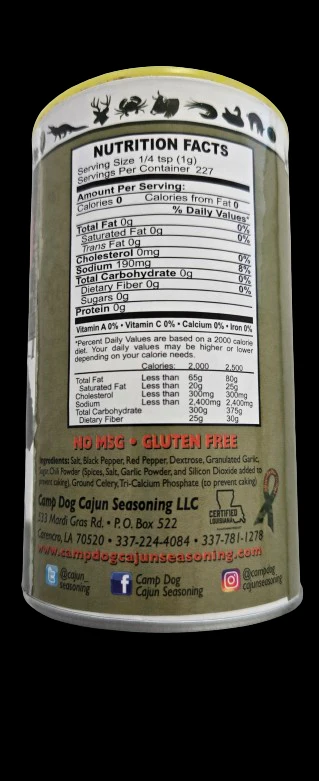 NUTRITION FACTS
Serving Size 1/4 tsp (1g)
Servings Per Container 227
Amount Per Serving:
Calories 0 Calories from Fat 0
% Daily Values*
Total Fat 0g 0%
Saturated Fat 0g 0%
Trans Fat 0g
Cholesterol 0mg 0%
Sodium 190mg 8%
Total Carbohydrate 0g 0%
Dietary Fiber 0g 0%
Sugars 0g
Protein 0g
Vitamin A 0% • Vitamin C 0% • Calcium 0% • Iron 0%
*Percent Daily Values are based on a 2000 calorie
diet. Your daily values may be higher or lower
depending on your calorie needs.
Calories: 2,000 2,500
Total Fat Less than 65g 80g
Saturated Fat Less than 20g 25g
Cholesterol Less than 300mg 300mg
Sodium Less than 2,400mg 2,400mg
Total Carbohydrate 300g 375g
Dietary Fiber 25g 30g
NO MSG • GLUTEN FREE
Ingredients: Salt, Black Pepper, Red Pepper, Dextrose, Granulated Garlic,
Chili Powder (Spices, Salt, Garlic Powder, and Silicon Dioxide added to
prevent caking), Ground Celery, Tri-Calcium Phosphate (to prevent caking)
Camp Dog Cajun Seasoning LLC
Mardi Gras Rd. • P.O. Box 522
Carencro, LA 70520 • 337-224-4084 • 337-781-1278
www.campdogcajunseasoning.com
CERTIFIED
LOUISIANA
@cajun_
seasoning
Camp Dog
Cajun Seasoning
@campdog
cajunseasoning